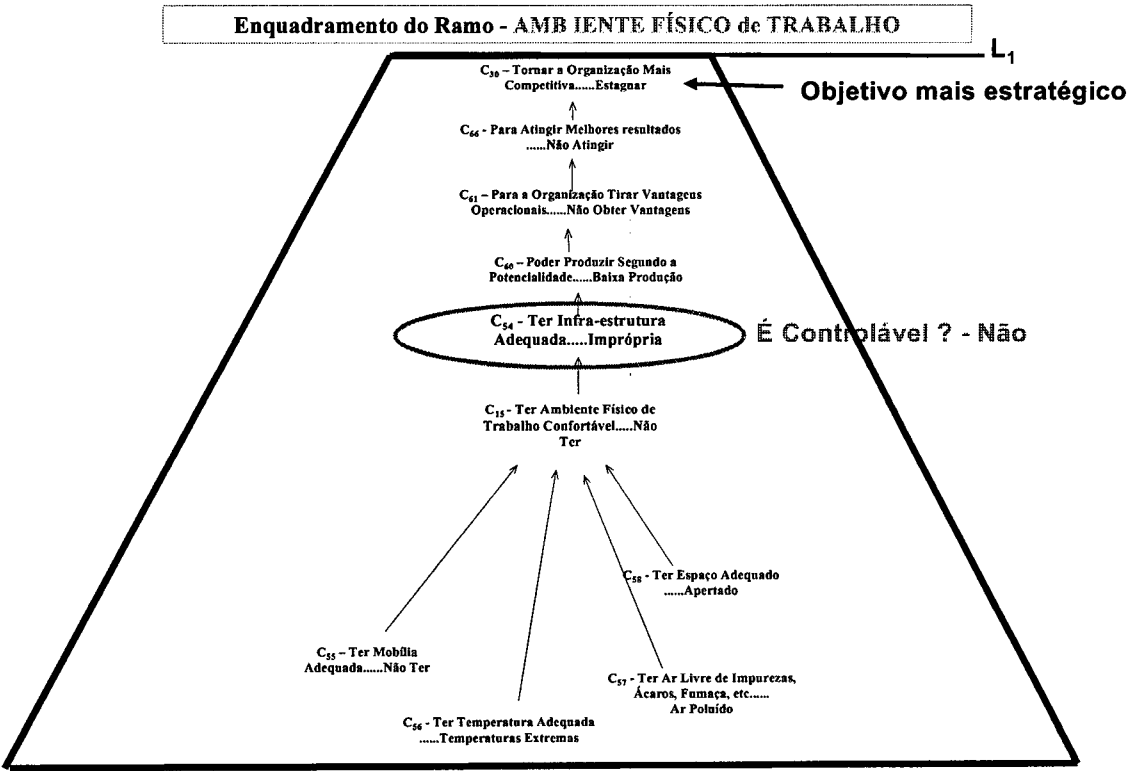 Enquadramento do Ramo - AMB IENTE FÍSICO de TRABALHO
L1
C30 – Tornar a Organização Mais
Competitiva......Estagnar
Objetivo mais estratégico
C66 - Para Atingir Melhores resultados
......Não Atingir
C61 – Para a Organização Tirar Vantagens
Operacionais......Não Obter Vantagens
C60 – Poder Produzir Segundo a
Potencialidade......Baixa Produção
C54 - Ter Infra-estrutura
Adequada.....Imprópria
É Controlável ? - Não
C15 - Ter Ambiente Físico de
Trabalho Confortável.....Não
Ter
C58 - Ter Espaço Adequado
......Apertado
C55 – Ter Mobília
Adequada......Não Ter
C57 - Ter Ar Livre de Impurezas,
Ácaros, Fumaça, etc......
Ar Poluído
C56 - Ter Temperatura Adequada
......Temperaturas Extremas